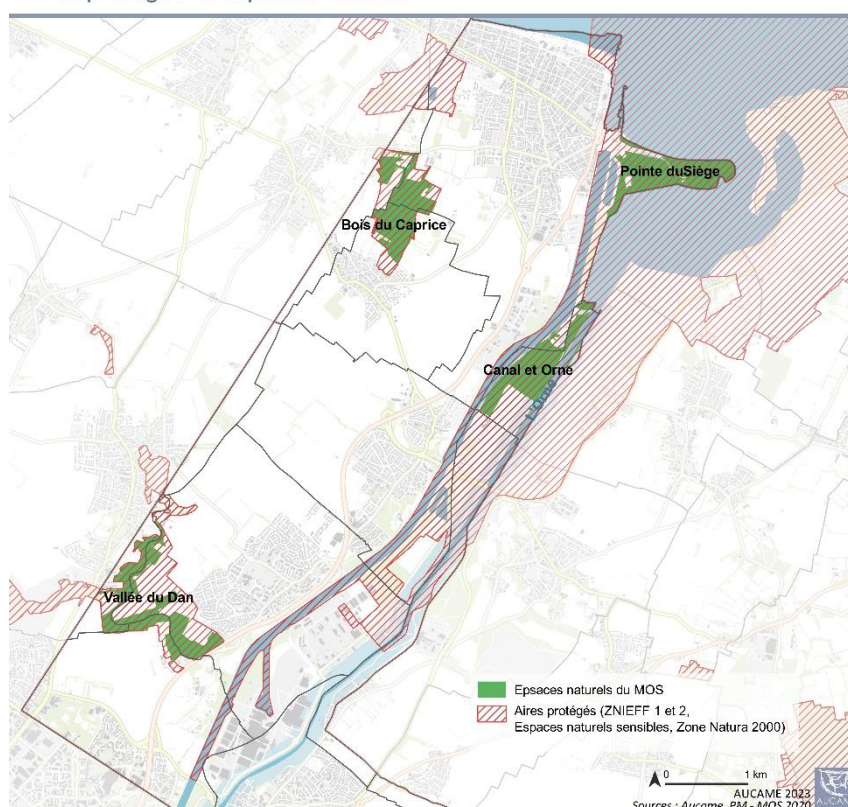 Pointe duSiège
Bois du Caprice
Canal et Orne
L'Orne
Vallée du Dan
Epsaces naturels du MOS
Aires protégés (ZNIEFF 1 et 2,
Espaces naturels sensibles, Zone Natura 2000)
0 1 km
AUCAME 2023
Sources : Aucame, PM - MOS 2020
AUCAME